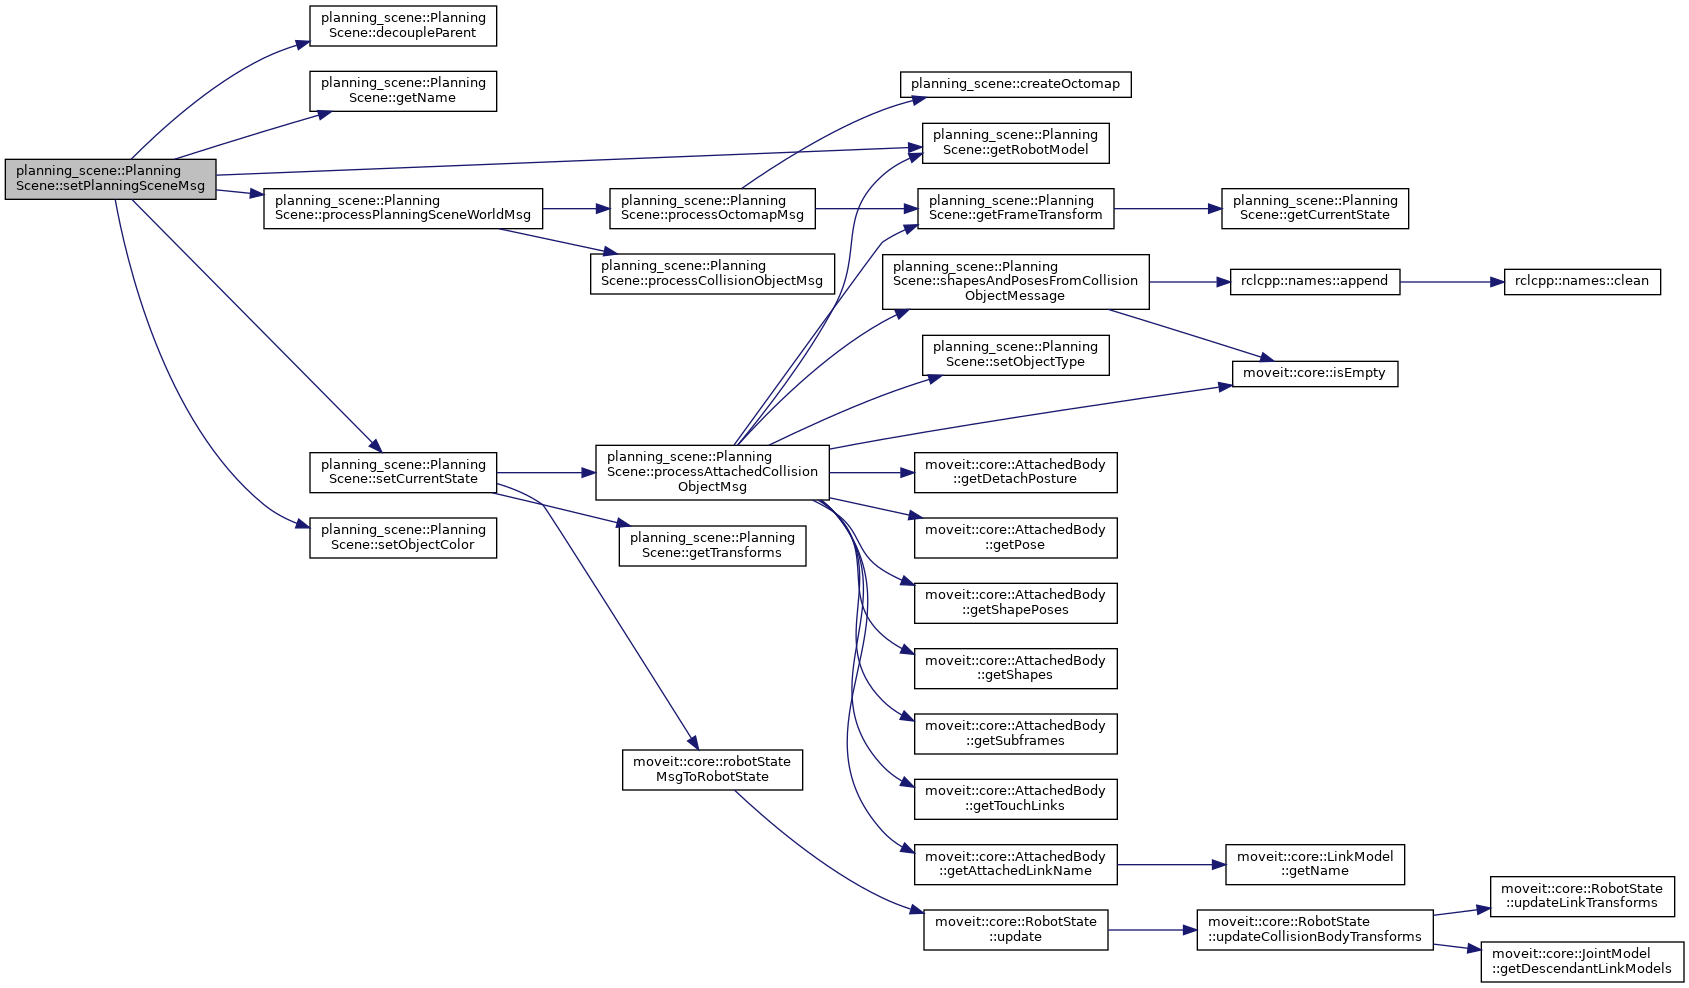 planning_scene::Planning
Scene::decoupleParent
planning_scene::Planning
Scene::getName
planning_scene::Planning
Scene::setPlanningSceneMsg
planning_scene::Planning
Scene::processPlanningSceneWorldMsg
planning_scene::Planning
Scene::setCurrentState
planning_scene::Planning
Scene::setObjectColor
planning_scene::Planning
Scene::processOctomapMsg
planning_scene::Planning
Scene::processCollisionObjectMsg
planning_scene::Planning
Scene::processAttachedCollision
ObjectMsg
planning_scene::Planning
Scene::getTransforms
moveit::core::robotState
MsgToRobotState
planning_scene::createOctomap
planning_scene::Planning
Scene::getRobotModel
planning_scene::Planning
Scene::getFrameTransform
planning_scene::Planning
Scene::shapesAndPosesFromCollision
ObjectMessage
planning_scene::Planning
Scene::setObjectType
moveit::core::AttachedBody
::getDetachPosture
moveit::core::AttachedBody
::getPose
moveit::core::AttachedBody
::getShapePoses
moveit::core::AttachedBody
::getShapes
moveit::core::AttachedBody
::getSubframes
moveit::core::AttachedBody
::getTouchLinks
moveit::core::AttachedBody
::getAttachedLinkName
moveit::core::RobotState
::update
planning_scene::Planning
Scene::getCurrentState
rclcpp::names::append
moveit::core::isEmpty
moveit::core::LinkModel
::getName
moveit::core::RobotState
::updateCollisionBodyTransforms
rclcpp::names::clean
moveit::core::RobotState
::updateLinkTransforms
moveit::core::JointModel
::getDescendantLinkModels